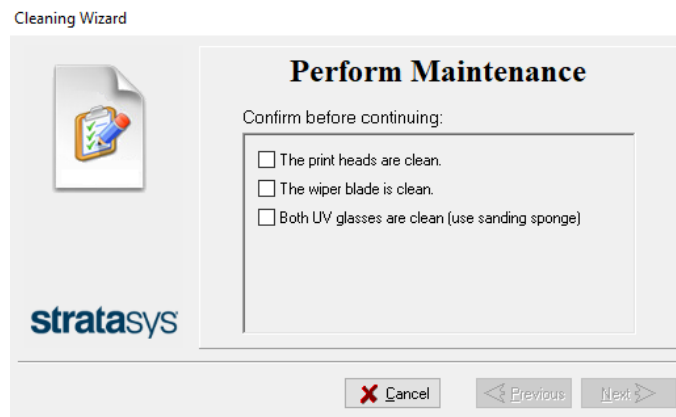 Cleaning Wizard
Perform Maintenance
Confirm before continuing:
The print heads are clean.
The wiper blade is clean.
Both UV glasses are clean (use sanding sponge)
stratasys
Cancel
Previous
Next